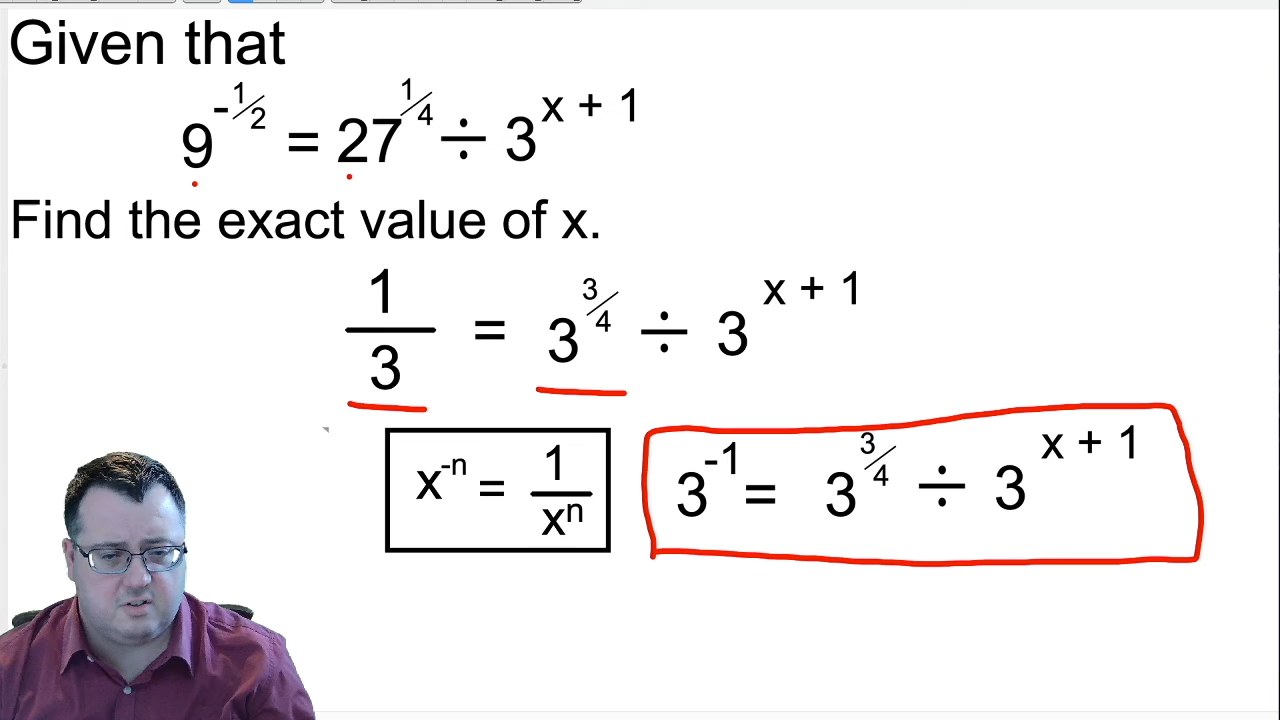 Given that
9^{-1/2} = 27^{1/4} ÷ 3^{x + 1}
Find the exact value of x.
1/3 = 3^{3/4} ÷ 3^{x + 1}
x^{-n} = 1/x^{n}
3^{-1} = 3^{3/4} ÷ 3^{x + 1}